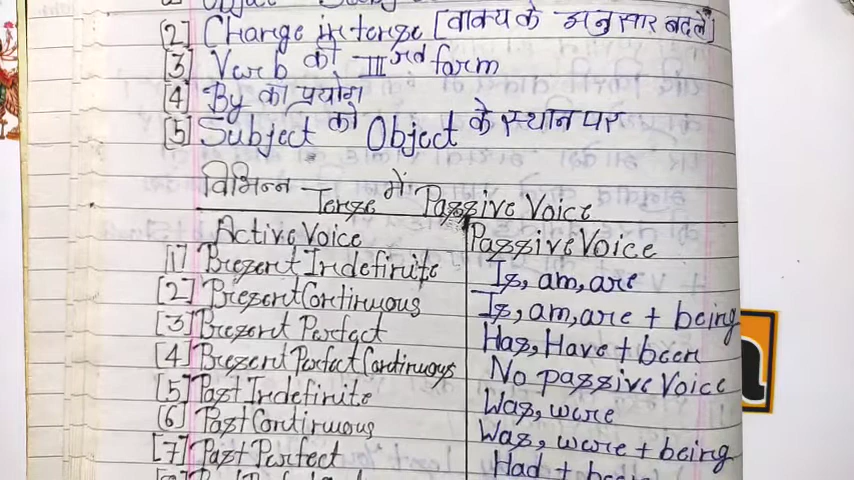 [2] Change in tense [वाक्य के अनुसार बदलें]
[3] Verb की IIIrd form
[4] By का प्रयोग
[5] Subject को Object के स्थान पर
विभिन्न Tense में Passive Voice
Active Voice Passive Voice
[1] Present Indefinite Is, am, are
[2] Present Continuous Is, am, are + being
[3] Present Perfect Has, Have + been
[4] Present Perfect Continuous No passive Voice
[5] Past Indefinite Was, were
[6] Past Continuous Was, were + being
[7] Past Perfect Had + been